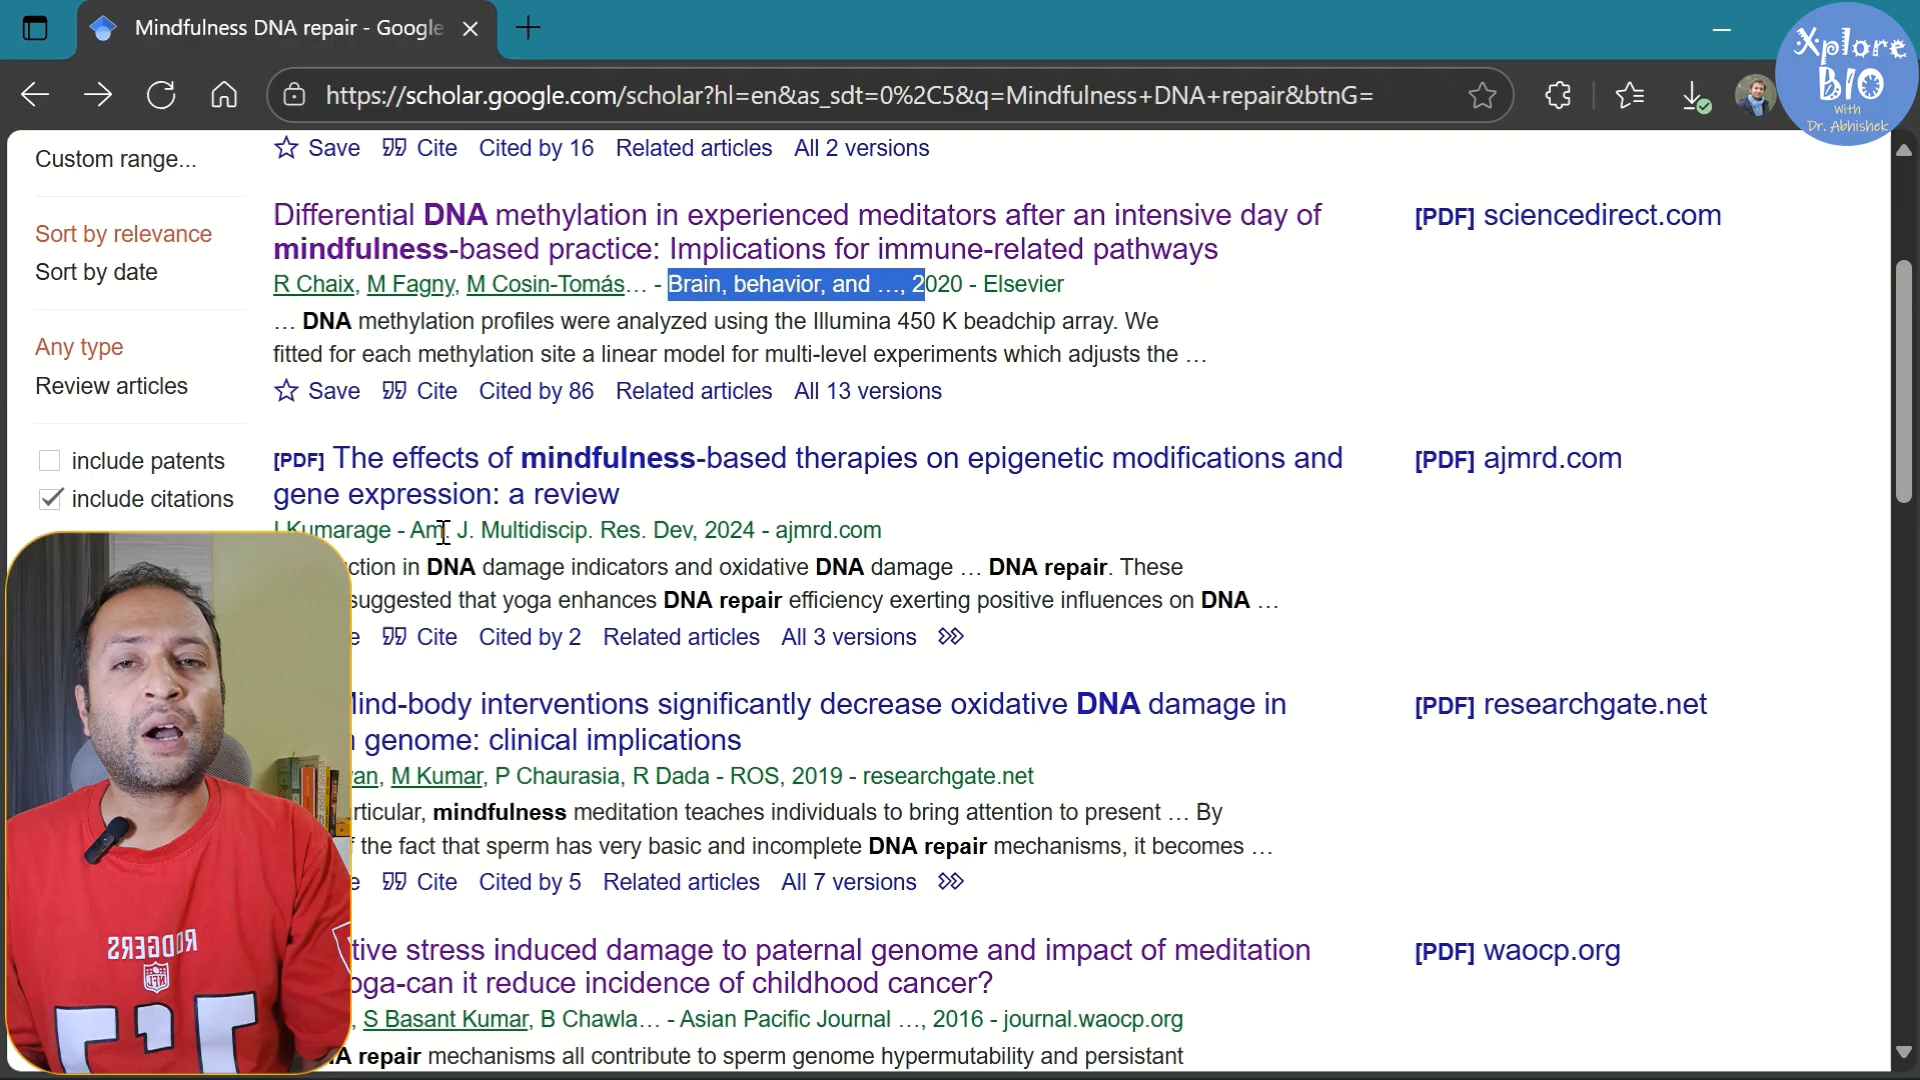 Mindfulness DNA repair - Google
https://scholar.google.com/scholar?hl=en&as_sdt=0%2C5&q=Mindfulness+DNA+repair&btnG=
Xplore
BIO
With
Dr. Abhishek
Custom range...
Sort by relevance
Sort by date
Any type
Review articles
include patents
include citations
Save Cite Cited by 16 Related articles All 2 versions
Differential DNA methylation in experienced meditators after an intensive day of
mindfulness-based practice: Implications for immune-related pathways
R Chaix, M Fagny, M Cosin-Tomás… - Brain, behavior, and …, 2020 - Elsevier
… DNA methylation profiles were analyzed using the Illumina 450 K beadchip array. We
fitted for each methylation site a linear model for multi-level experiments which adjusts the …
Save Cite Cited by 86 Related articles All 13 versions
[PDF] sciencedirect.com
[PDF] The effects of mindfulness-based therapies on epigenetic modifications and
gene expression: a review
Kumarage - Am. J. Multidiscip. Res. Dev, 2024 - ajmrd.com
ction in DNA damage indicators and oxidative DNA damage … DNA repair. These
suggested that yoga enhances DNA repair efficiency exerting positive influences on DNA …
e Cite Cited by 2 Related articles All 3 versions
[PDF] ajmrd.com
Mind-body interventions significantly decrease oxidative DNA damage in
genome: clinical implications
van, M Kumar, P Chaurasia, R Dada - ROS, 2019 - researchgate.net
rticular, mindfulness meditation teaches individuals to bring attention to present … By
f the fact that sperm has very basic and incomplete DNA repair mechanisms, it becomes …
e Cite Cited by 5 Related articles All 7 versions
[PDF] researchgate.net
tive stress induced damage to paternal genome and impact of meditation
oga-can it reduce incidence of childhood cancer?
, S Basant Kumar, B Chawla… - Asian Pacific Journal …, 2016 - journal.waocp.org
A repair mechanisms all contribute to sperm genome hypermutability and persistant
[PDF] waocp.org
RODGERS
NFL
12